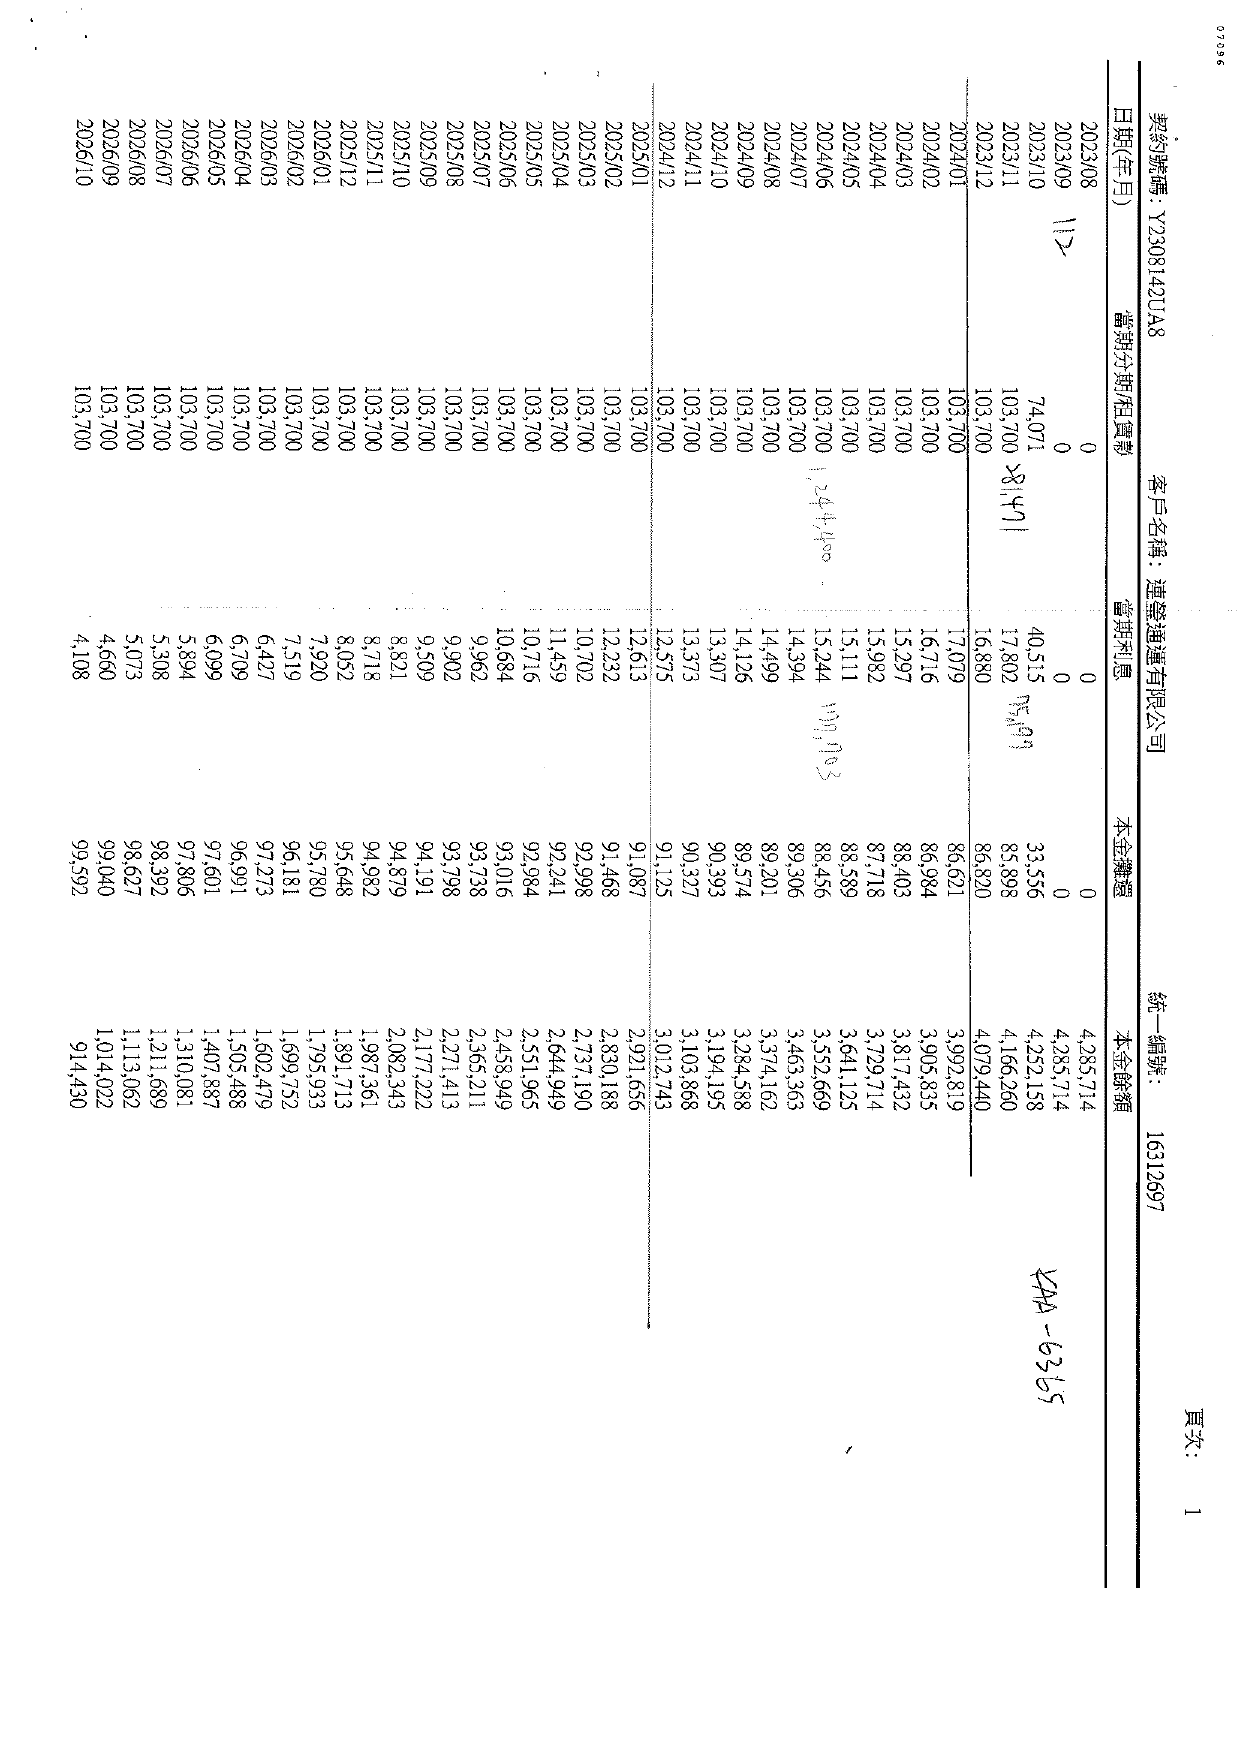 07096
頁次： 1
契約號碼：Y2308142UA8 客戶名稱：連瑩通運有限公司 統一編號： 16312697
日期(年月) 當期分期/租賃款 當期利息 本金攤還 本金餘額
2023/08 0 0 0 4,285,714
2023/09 112 0 0 0 4,285,714
2023/10 74,071 40,515 33,556 4,252,158 KAA-6365
2023/11 103,700 281,471 17,802 75,197 85,898 4,166,260
2023/12 103,700 16,880 86,820 4,079,440
2024/01 103,700 17,079 86,621 3,992,819
2024/02 103,700 16,716 86,984 3,905,835
2024/03 103,700 15,297 88,403 3,817,432
2024/04 103,700 15,982 87,718 3,729,714
2024/05 103,700 15,111 88,589 3,641,125
2024/06 103,700 1,244,400 15,244 177,703 88,456 3,552,669
2024/07 103,700 14,394 89,306 3,463,363
2024/08 103,700 14,499 89,201 3,374,162
2024/09 103,700 14,126 89,574 3,284,588
2024/10 103,700 13,307 90,393 3,194,195
2024/11 103,700 13,373 90,327 3,103,868
2024/12 103,700 12,575 91,125 3,012,743
2025/01 103,700 12,613 91,087 2,921,656
2025/02 103,700 12,232 91,468 2,830,188
2025/03 103,700 10,702 92,998 2,737,190
2025/04 103,700 11,459 92,241 2,644,949
2025/05 103,700 10,716 92,984 2,551,965
2025/06 103,700 10,684 93,016 2,458,949
2025/07 103,700 9,962 93,738 2,365,211
2025/08 103,700 9,902 93,798 2,271,413
2025/09 103,700 9,509 94,191 2,177,222
2025/10 103,700 8,821 94,879 2,082,343
2025/11 103,700 8,718 94,982 1,987,361
2025/12 103,700 8,052 95,648 1,891,713
2026/01 103,700 7,920 95,780 1,795,933
2026/02 103,700 7,519 96,181 1,699,752
2026/03 103,700 6,427 97,273 1,602,479
2026/04 103,700 6,709 96,991 1,505,488
2026/05 103,700 6,099 97,601 1,407,887
2026/06 103,700 5,894 97,806 1,310,081
2026/07 103,700 5,308 98,392 1,211,689
2026/08 103,700 5,073 98,627 1,113,062
2026/09 103,700 4,660 99,040 1,014,022
2026/10 103,700 4,108 99,592 914,430